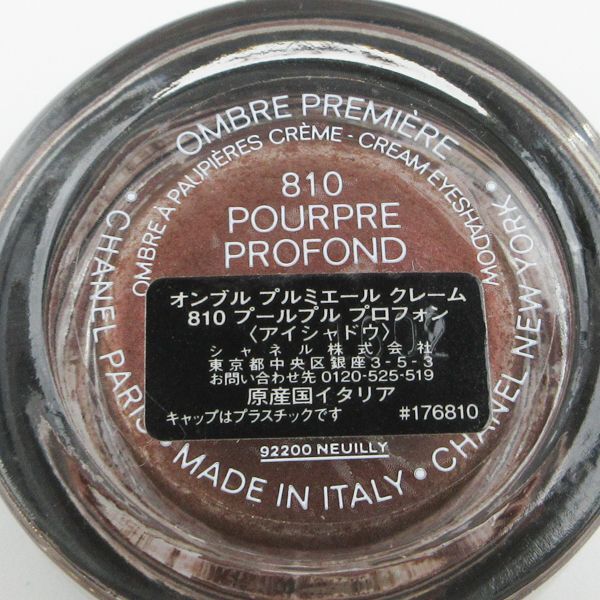 OMBRE PREMIÈRE
OMBRE À PAUPIÈRES CRÈME - CREAM EYESHADOW
810
POURPRE
PROFOND
オンブル プルミエール クレーム
810 プールプル プロフォン
〈アイシャドウ〉
シャネル株式会社
東京都中央区銀座3-5-3
お問い合わせ先 0120-525-519
原産国イタリア
キャップはプラスチックです #176810
92200 NEUILLY
• CHANEL PARIS • MADE IN ITALY • CHANEL NEW YORK •